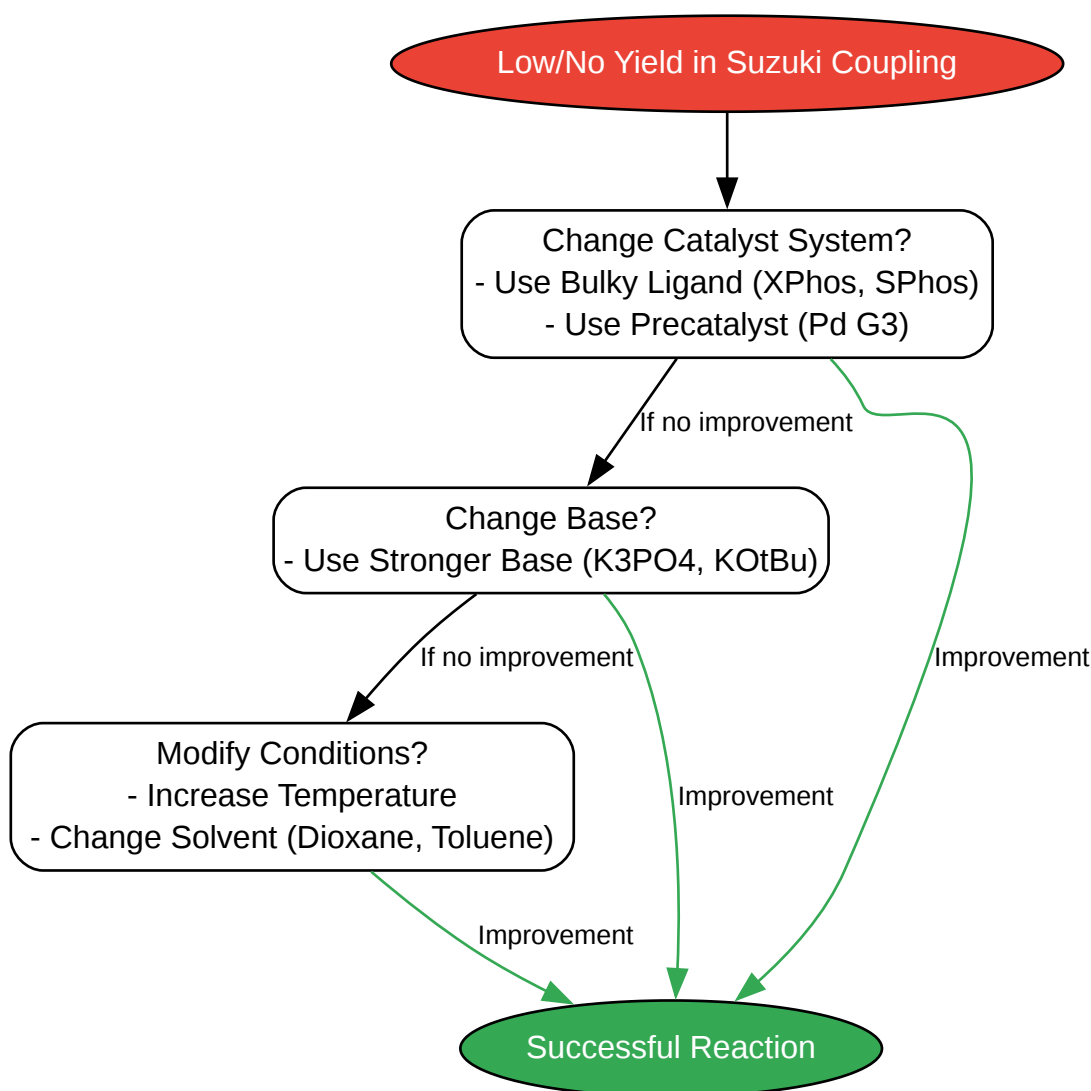 Low/No Yield in Suzuki Coupling
Change Catalyst System?
- Use Bulky Ligand (XPhos, SPhos)
- Use Precatalyst (Pd G3)
If no improvement
Change Base?
- Use Stronger Base (K3PO4, KOtBu)
If no improvement
Improvement
Modify Conditions?
- Increase Temperature
- Change Solvent (Dioxane, Toluene)
Improvement
Improvement
Successful Reaction